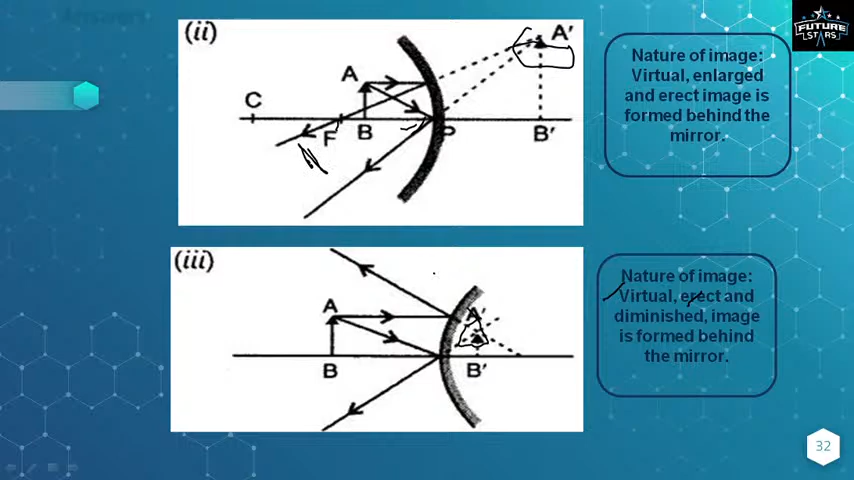 Answers
FUTURE
STARS
(ii)
A'
A
C
F
B
P
B'
Nature of image:
Virtual, enlarged
and erect image is
formed behind the
mirror.
(iii)
A
A'
B
B'
Nature of image:
Virtual, erect and
diminished, image
is formed behind
the mirror.
32